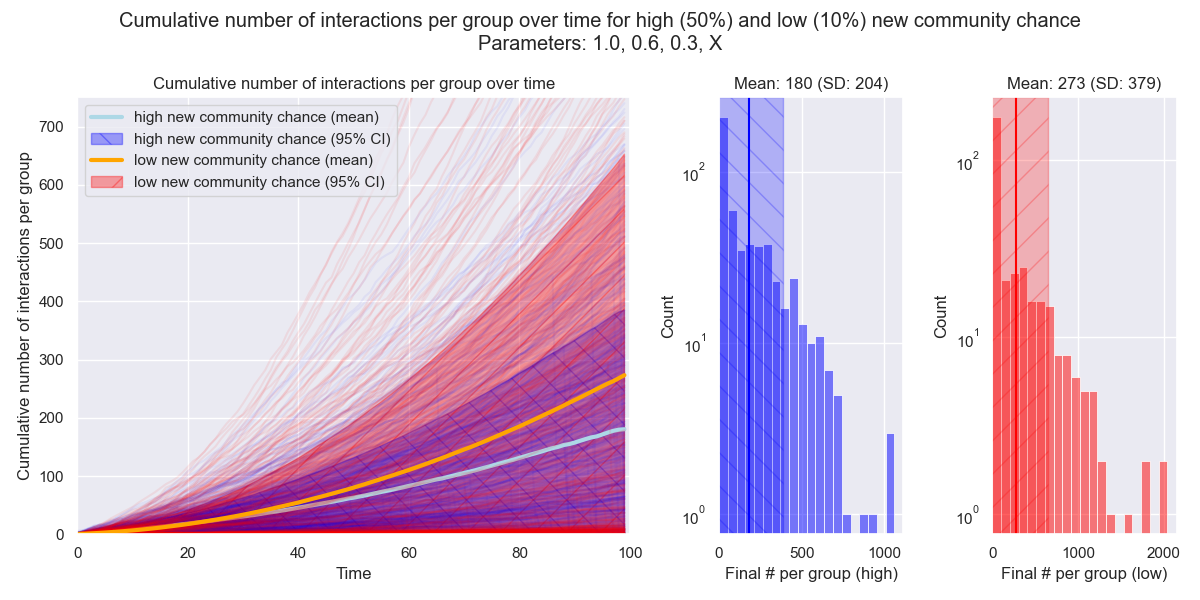 Cumulative number of interactions per group over time for high (50%) and low (10%) new community chance
Parameters: 1.0, 0.6, 0.3, X
Cumulative number of interactions per group over time
high new community chance (mean)
high new community chance (95% CI)
low new community chance (mean)
low new community chance (95% CI)
Cumulative number of interactions per group
700
600
500
400
300
200
100
0
0 20 40 60 80 100
Time
Mean: 180 (SD: 204)
Count
10²
10¹
10⁰
0 500 1000
Final # per group (high)
Mean: 273 (SD: 379)
Count
10²
10¹
10⁰
0 1000 2000
Final # per group (low)